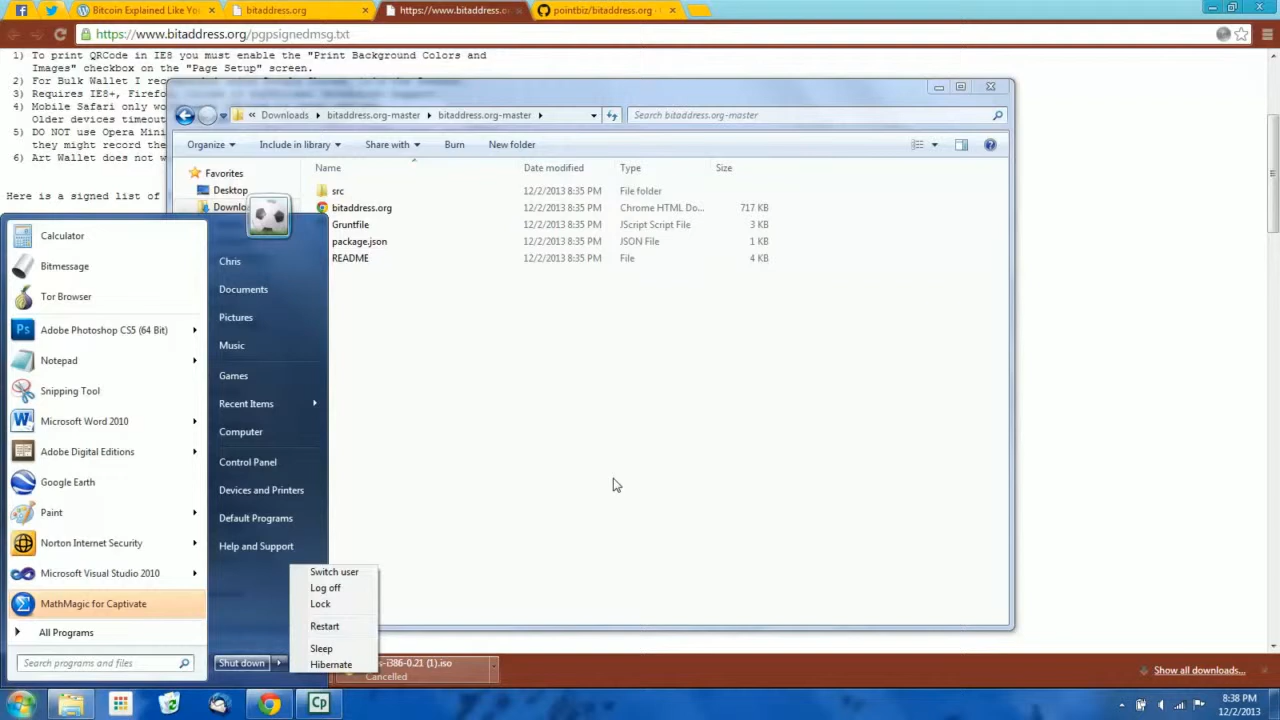 Bitcoin Explained Like Yo
bitaddress.org
https://www.bitaddress.o
pointbiz/bitaddress.org ·
https://www.bitaddress.org/pgpsignedmsg.txt
1) To print QRCode in IE8 you must enable the "Print Background Colors and
Images" checkbox on the "Page Setup" screen.
2) For Bulk Wallet I rec
3) Requires IE8+, Firefo
4) Mobile Safari only wo
Older devices timeout
5) DO NOT use Opera Mini
they might record the
6) Art Wallet does not w
Here is a signed list of
« Downloads bitaddress.org-master bitaddress.org-master
Search bitaddress.org-master
Organize Include in library Share with Burn New folder
Name Date modified Type Size
Favorites
Desktop
Downlo
src 12/2/2013 8:35 PM File folder
bitaddress.org 12/2/2013 8:35 PM Chrome HTML Do... 717 KB
Gruntfile 12/2/2013 8:35 PM JScript Script File 3 KB
package.json 12/2/2013 8:35 PM JSON File 1 KB
README 12/2/2013 8:35 PM File 4 KB
Calculator
Bitmessage
Tor Browser
Adobe Photoshop CS5 (64 Bit)
Notepad
Snipping Tool
Microsoft Word 2010
Adobe Digital Editions
Google Earth
Paint
Norton Internet Security
Microsoft Visual Studio 2010
MathMagic for Captivate
All Programs
Search programs and files
Chris
Documents
Pictures
Music
Games
Recent Items
Computer
Control Panel
Devices and Printers
Default Programs
Help and Support
Shut down
Switch user
Log off
Lock
Restart
Sleep
Hibernate
s-i386-0.21 (1).iso
Cancelled
Show all downloads...
Cp
8:38 PM
12/2/2013